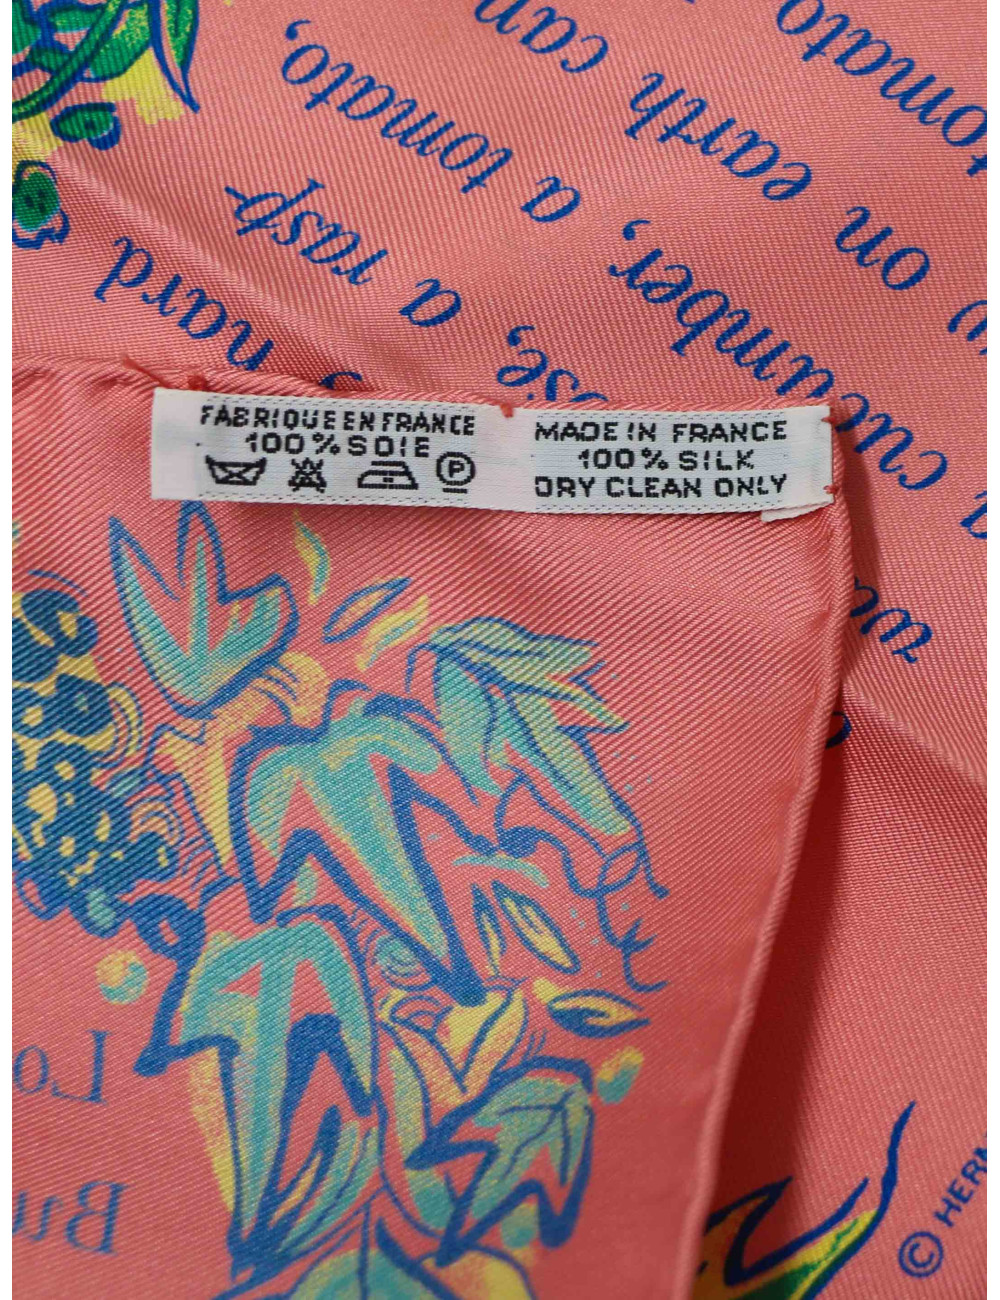 FABRIQUE EN FRANCE
100% SOIE
MADE IN FRANCE
100% SILK
DRY CLEAN ONLY
tomato
on earth can
cucumber, a tomato,
a rasp-
nard
Lo
Bu
© HERM